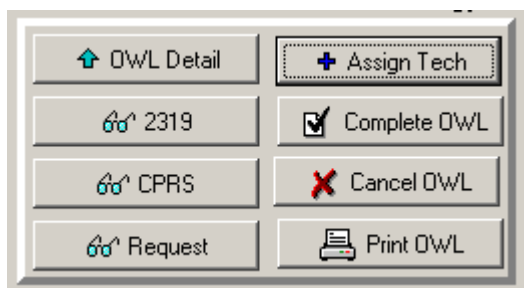 OWL Detail
Assign Tech
2319
Complete OWL
CPRS
Cancel OWL
Request
Print OWL